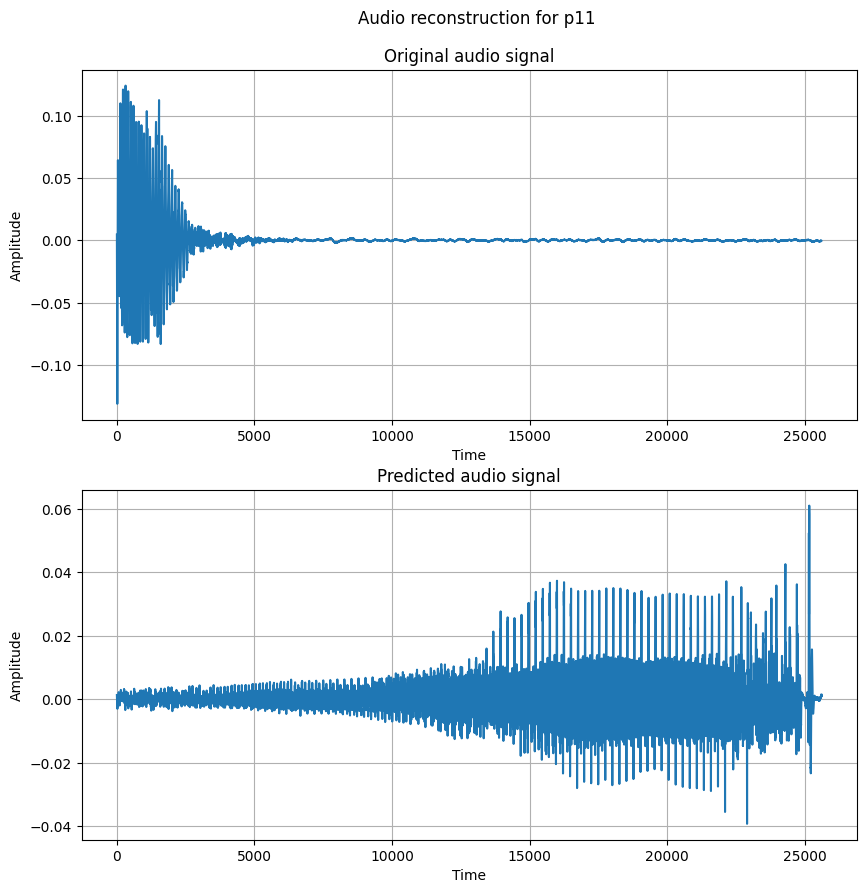 Audio reconstruction for p11
Original audio signal
0.10
0.05
0.00
−0.05
−0.10
Amplitude
0 5000 10000 15000 20000 25000
Time
Predicted audio signal
0.06
0.04
0.02
0.00
−0.02
−0.04
Amplitude
0 5000 10000 15000 20000 25000
Time